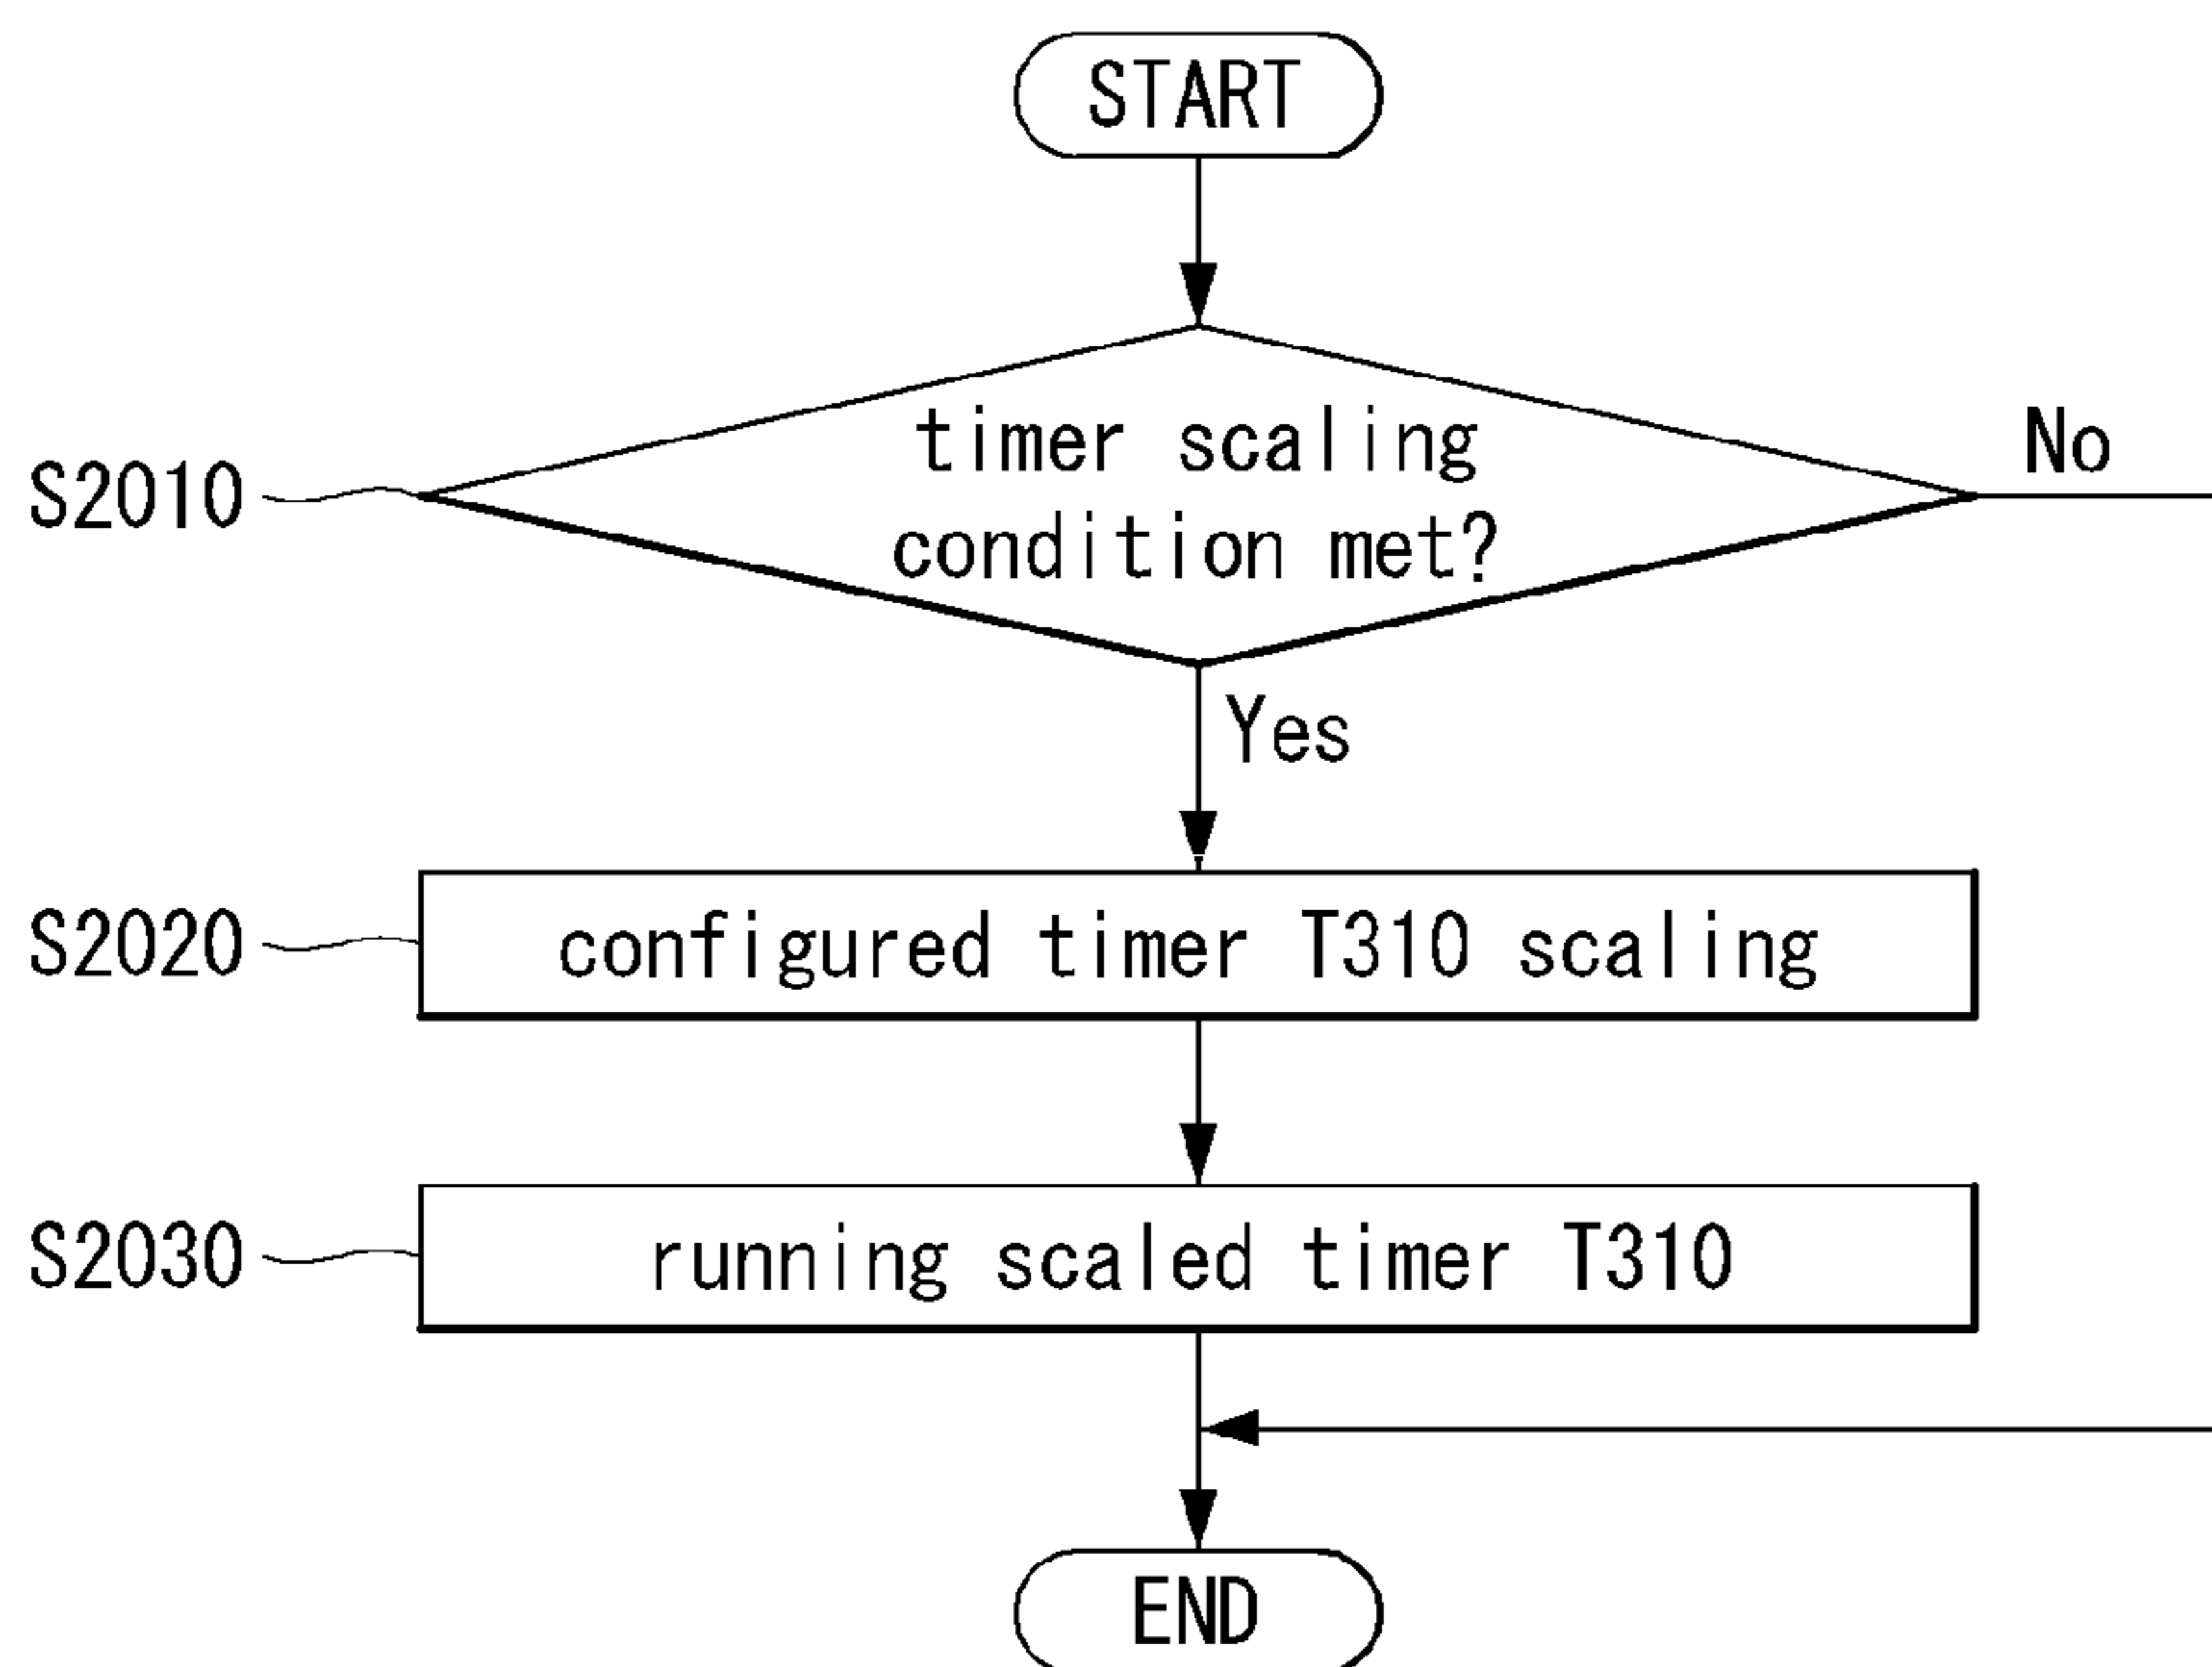 START
timer scaling
condition met?
No
S2010
Yes
S2020
configured timer T310 scaling
S2030
running scaled timer T310
END